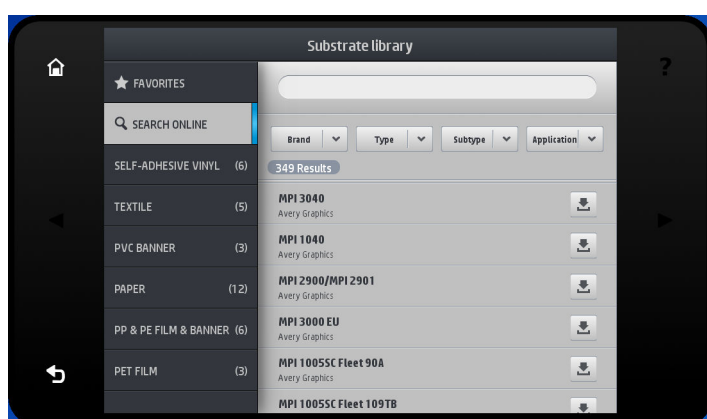 Substrate library
?
FAVORITES
SEARCH ONLINE
SELF-ADHESIVE VINYL (6)
TEXTILE (5)
PVC BANNER (3)
PAPER (12)
PP & PE FILM & BANNER (6)
PET FILM (3)
Brand
Type
Subtype
Application
349 Results
MPI 3040
Avery Graphics
MPI 1040
Avery Graphics
MPI 2900/MPI 2901
Avery Graphics
MPI 3000 EU
Avery Graphics
MPI 1005SC Fleet 90A
Avery Graphics
MPI 1005SC Fleet 109TB